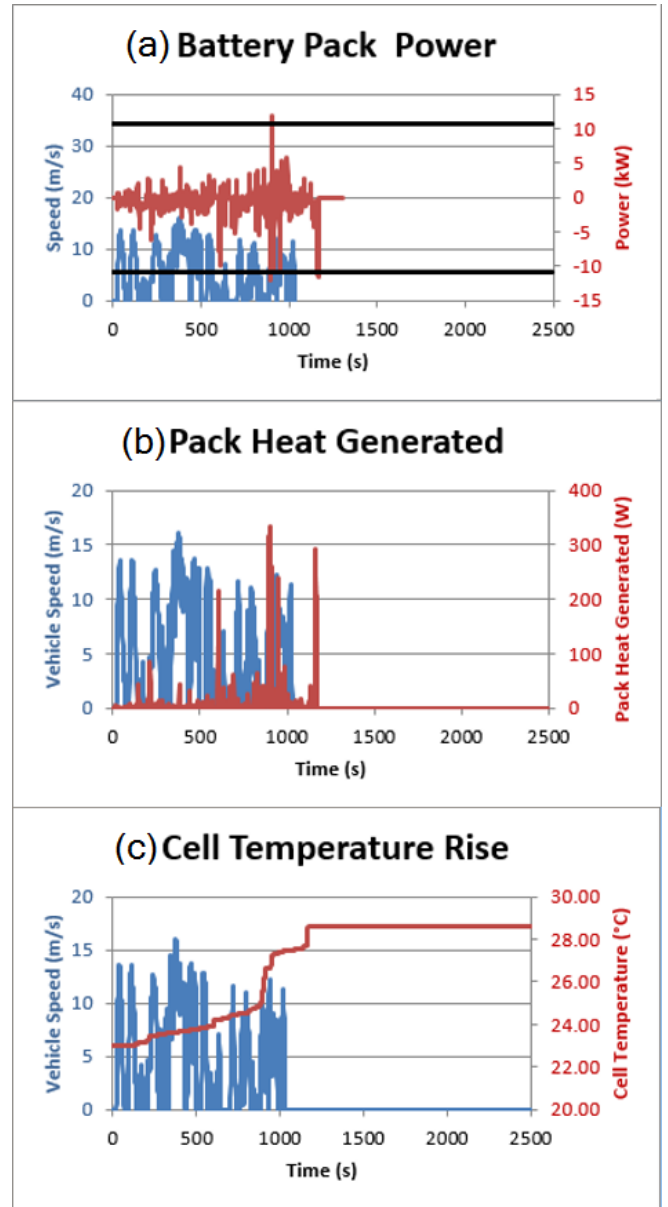 (a) Battery Pack Power
40
35
30
25
20
15
10
5
0
Speed (m/s)
15
10
5
0
-5
-10
-15
Power (kW)
0 500 1000 1500 2000 2500
Time (s)
(b) Pack Heat Generated
20
15
10
5
0
Vehicle Speed (m/s)
400
300
200
100
0
Pack Heat Generated (W)
0 500 1000 1500 2000 2500
Time (s)
(c) Cell Temperature Rise
20
15
10
5
0
Vehicle Speed (m/s)
30.00
28.00
26.00
24.00
22.00
20.00
Cell Temperature (°C)
0 500 1000 1500 2000 2500
Time (s)